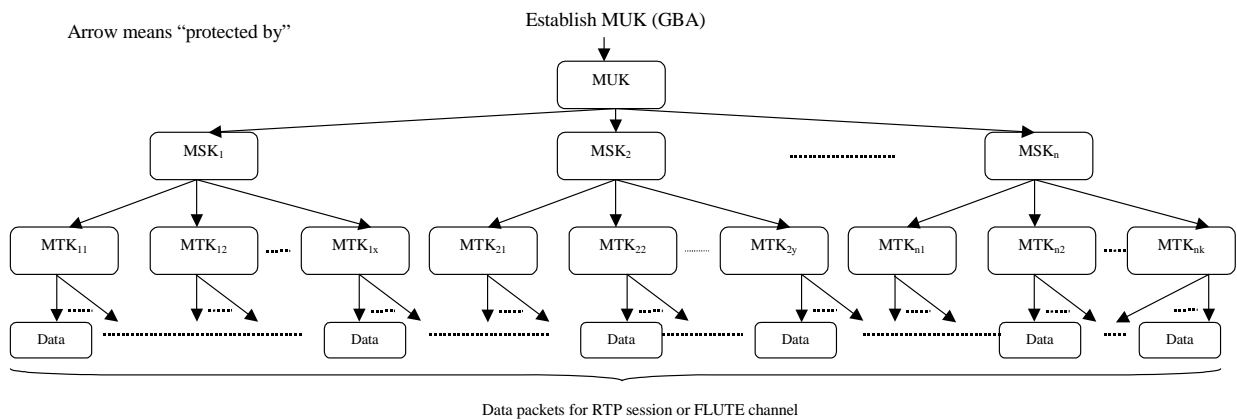 Establish MUK (GBA)
Arrow means “protected by”
MUK
MSK₁
MSK₂
MSKₙ
MTK₁₁
MTK₁₂
MTK₁ₓ
MTK₂₁
MTK₂₂
MTK₂y
MTKₙ₁
MTKₙ₂
MTKₙₖ
Data
Data
Data
Data
Data
Data
Data packets for RTP session or FLUTE channel